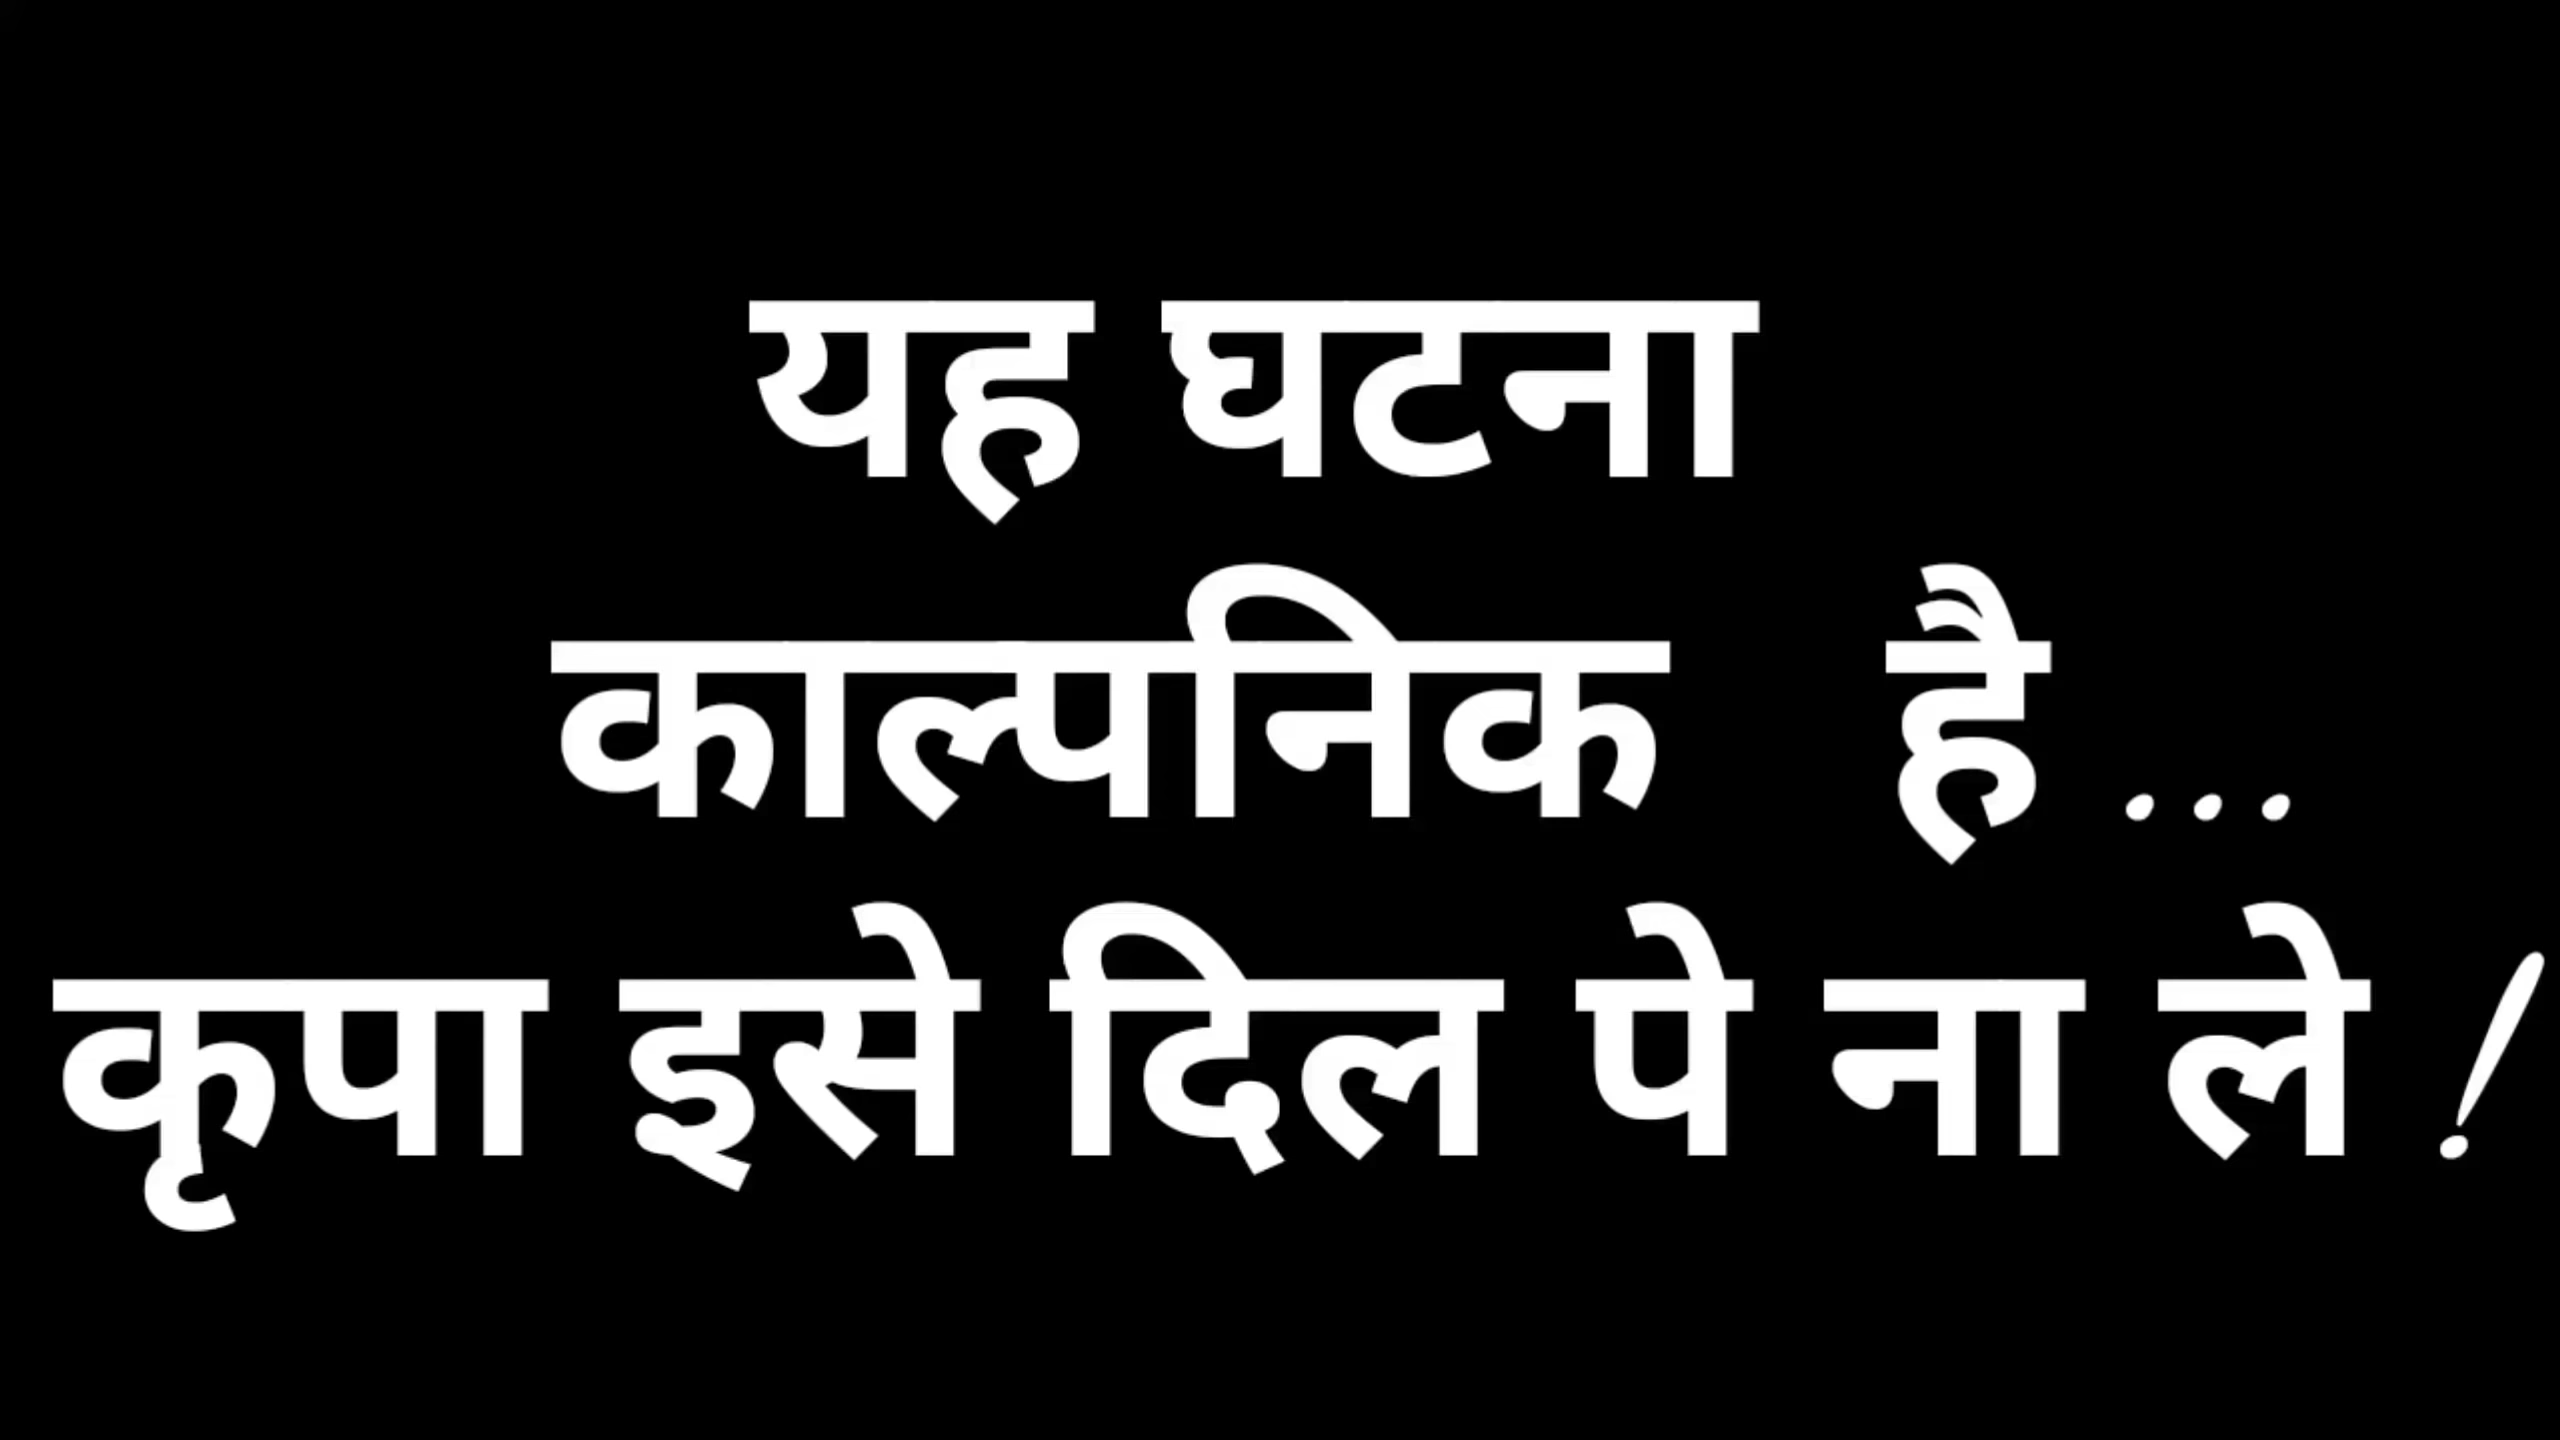 यह घटना
काल्पनिक है...
कृपा इसे दिल पे ना ले!